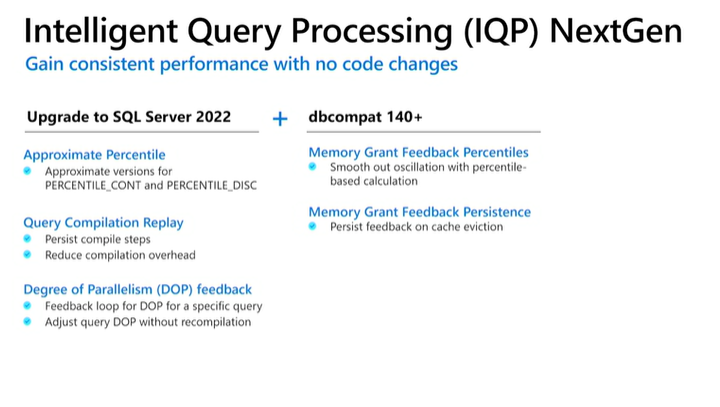 Intelligent Query Processing (IQP) NextGen
Gain consistent performance with no code changes
Upgrade to SQL Server 2022
+
dbcompat 140+
Approximate Percentile
Approximate versions for
PERCENTILE_CONT and PERCENTILE_DISC
Query Compilation Replay
Persist compile steps
Reduce compilation overhead
Degree of Parallelism (DOP) feedback
Feedback loop for DOP for a specific query
Adjust query DOP without recompilation
Memory Grant Feedback Percentiles
Smooth out oscillation with percentile-
based calculation
Memory Grant Feedback Persistence
Persist feedback on cache eviction